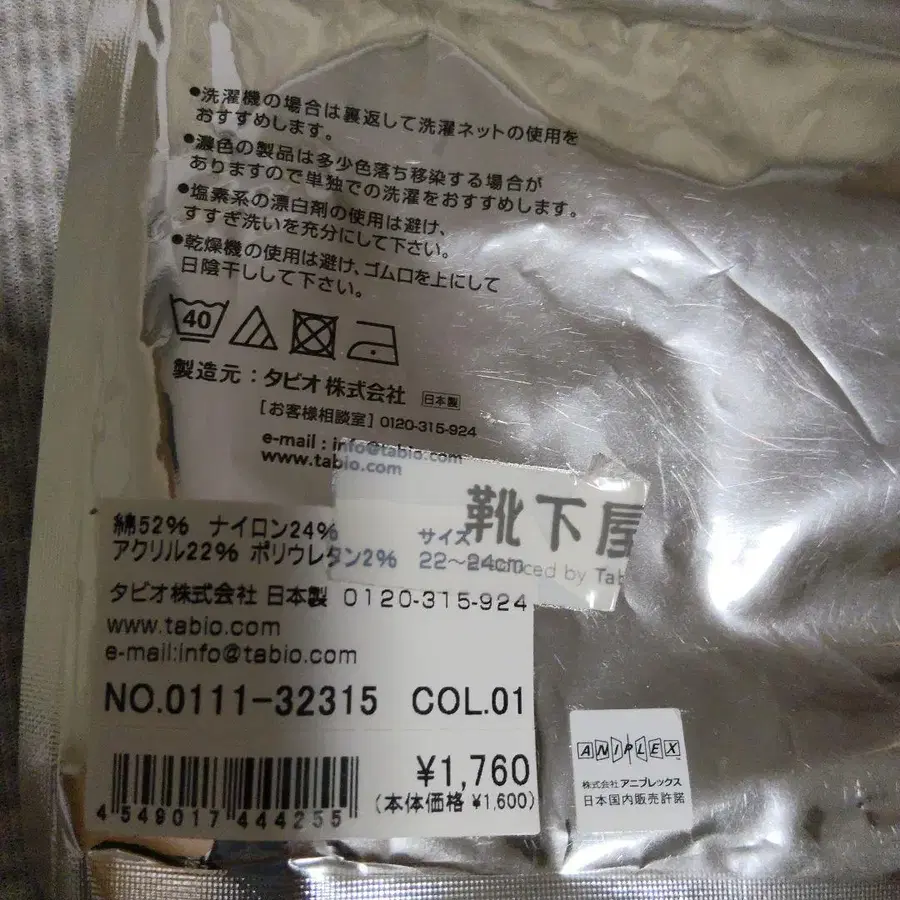 ●洗濯機の場合は裏返して洗濯ネットの使用を
おすすめします。
●濃色の製品は多少色落ち移染する場合が
ありますので単独での洗濯をおすすめします。
●塩素系の漂白剤の使用は避け、
すすぎ洗いを充分にして下さい。
●乾燥機の使用は避け、ゴム口を上にして
日陰干しして下さい。
40
製造元：タビオ株式会社 日本製
[お客様相談室] 0120-315-924
e-mail : info@tabio.com
www.tabio.com
靴下屋
Produced by Tab
綿52% ナイロン24% サイズ
アクリル22% ポリウレタン2% 22～24cm
タビオ株式会社 日本製 0120-315-924
www.tabio.com
e-mail:info@tabio.com
NO.0111-32315 COL.01
¥1,760
(本体価格 ¥1,600)
4 549017 444255
ANIPLEX
株式会社アニプレックス
日本国内販売許諾